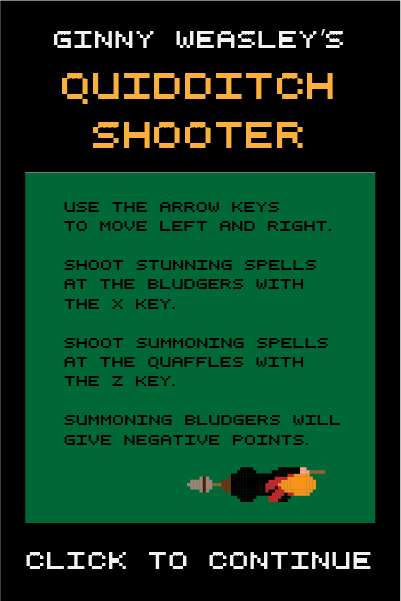 GINNY WEASLEY'S
QUIDDITCH
SHOOTER
USE THE ARROW KEYS
TO MOVE LEFT AND RIGHT.
SHOOT STUNNING SPELLS
AT THE BLUDGERS WITH
THE X KEY.
SHOOT SUMMONING SPELLS
AT THE QUAFFLES WITH
THE Z KEY.
SUMMONING BLUDGERS WILL
GIVE NEGATIVE POINTS.
CLICK TO CONTINUE